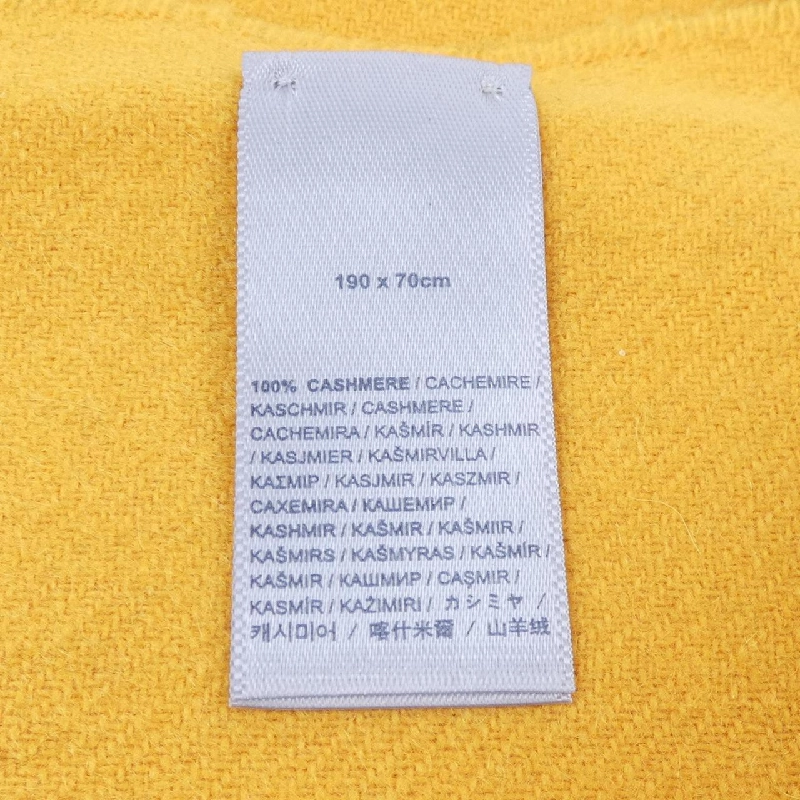 190 x 70cm
100% CASHMERE / CACHEMIRE /
KASCHMIR / CASHMERE /
CACHEMIRA / KAŠMÍR / KASHMIR
/ KASJMIER / KAŠMIRVILLA /
ΚΑΣΜΙΡ / KASJMIR / KASZMIR /
CAXEMIRA / КАШЕМИР /
KASHMIR / KAŠMIR / KAŠMIIR /
KAŠMIRS / KAŠMYRAS / KAŠMÍR /
KAŠMIR / КАШМИР / CAŞMIR /
KASMÍR / KAŻIMIRI / カシミヤ /
캐시미어 / 喀什米爾 / 山羊绒